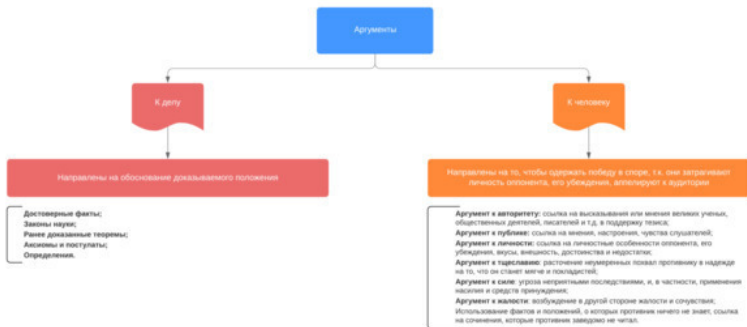 Аргументы
К делу
К человеку
Направлены на обоснование доказываемого положения
Направлены на то, чтобы одержать победу в споре, т.к. они затрагивают
личность оппонента, его убеждения, аппелируют к аудитории
Достоверные факты;
Законы науки;
Ранее доказанные теоремы;
Аксиомы и постулаты;
Определения.
Аргумент к авторитету: ссылка на высказывания или мнения великих ученых,
общественных деятелей, писателей и т.д. в поддержку тезиса;
Аргумент к публике: ссылка на мнения, настроения, чувства слушателей;
Аргумент к личности: ссылка на личностные особенности оппонента, его
убеждения, вкусы, внешность, достоинства и недостатки;
Аргумент к тщеславию: расточение неумеренных похвал противнику в надежде
на то, что он станет мягче и покладистей;
Аргумент к силе: угроза неприятными последствиями, и, в частности, применения
насилия и средств принуждения;
Аргумент к жалости: возбуждение в другой стороне жалости и сочувствия;
Использование фактов и положений, о которых противник ничего не знает, ссылка
на сочинения, которые противник заведомо не читал.